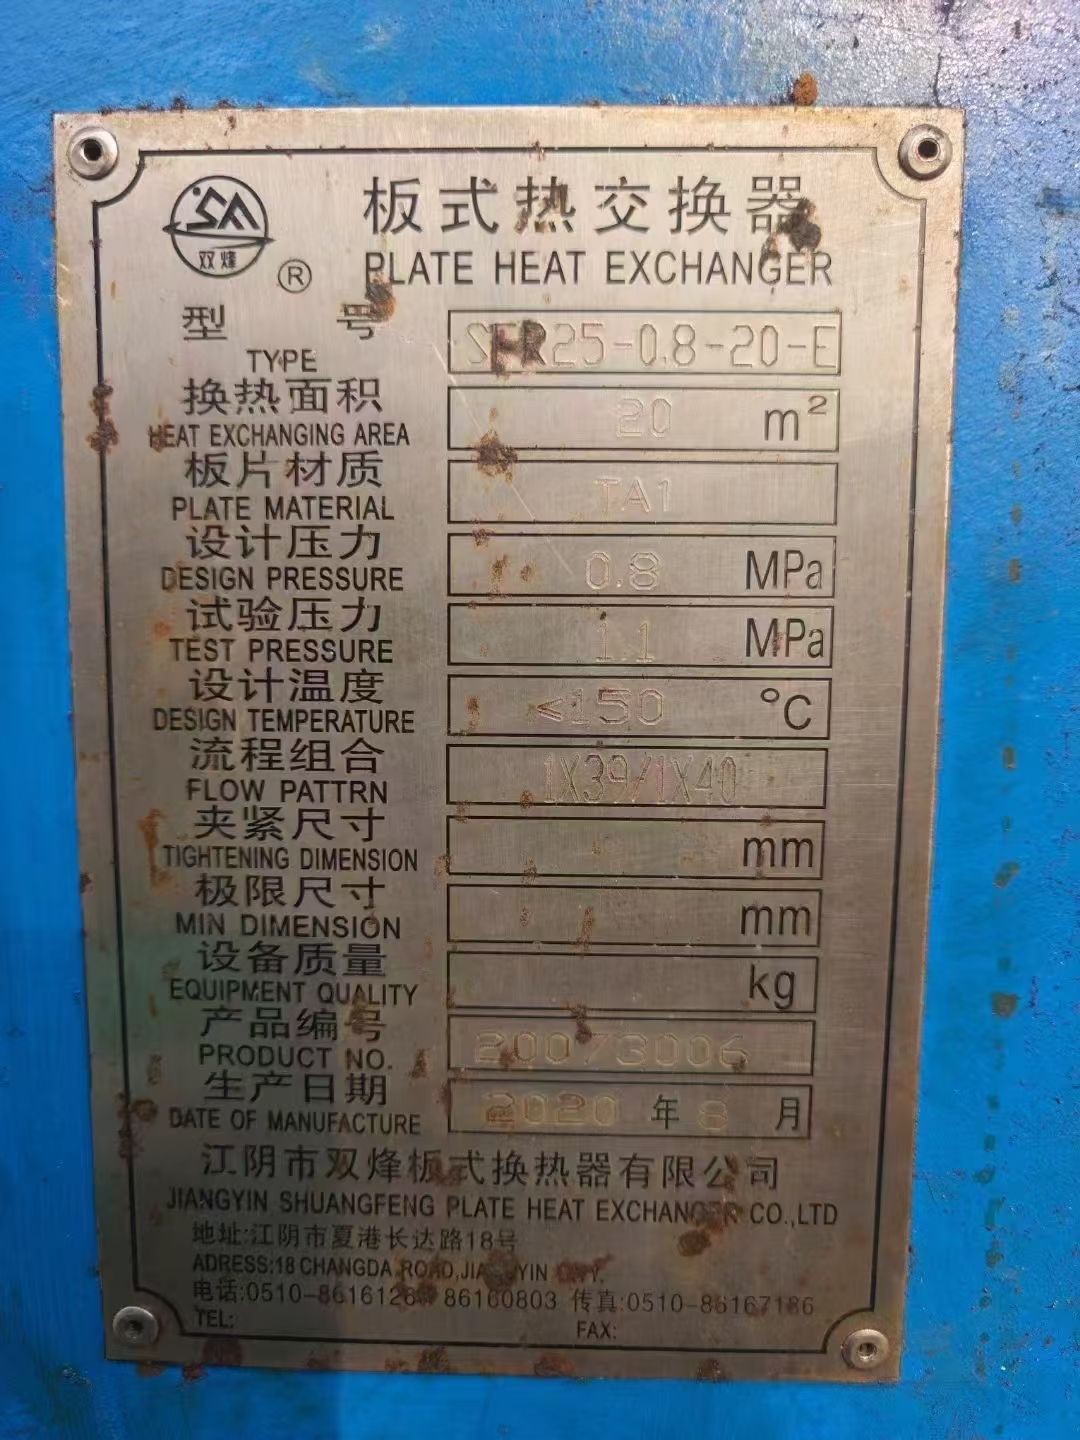 双烽
®
板式热交换器
PLATE HEAT EXCHANGER
型 号 25-0.8-20-E
TYPE
换热面积 20 m²
HEAT EXCHANGING AREA
板片材质 TA1
PLATE MATERIAL
设计压力 0.8 MPa
DESIGN PRESSURE
试验压力 1.1 MPa
TEST PRESSURE
设计温度 ≤150 ℃
DESIGN TEMPERATURE
流程组合 1X39/1X40
FLOW PATTRN
夹紧尺寸 mm
TIGHTENING DIMENSION
极限尺寸 mm
MIN DIMENSION
设备质量 kg
EQUIPMENT QUALITY
产品编号 20073006
PRODUCT NO.
生产日期 2020 年 8 月
DATE OF MANUFACTURE
江阴市双烽板式换热器有限公司
JIANGYIN SHUANGFENG PLATE HEAT EXCHANGER CO.,LTD
地址:江阴市夏港长达路18号
ADRESS:18 CHANGDA ROAD,JIANGYIN CITY.
电话:0510- 86160803 传真:0510-86167186
TEL: FAX: